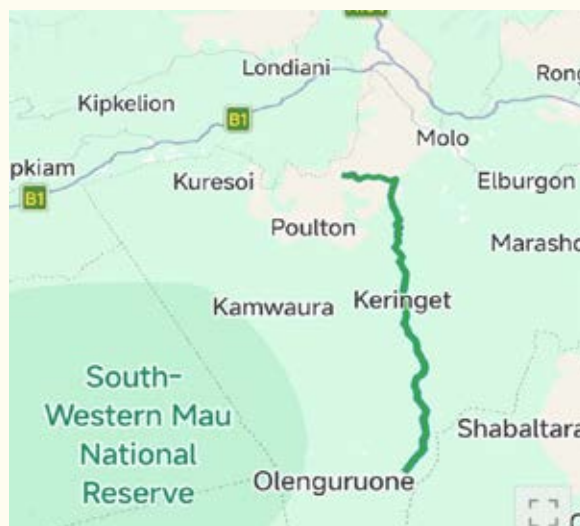 Londiani
Kipkelion
B1
Rong
Molo
pkiam
B1
Kuresoi
Elburgon
Poulton
Marasho
Kamwaura
Keringet
South-
Western Mau
National
Reserve
Shabaltara
Olenguruone